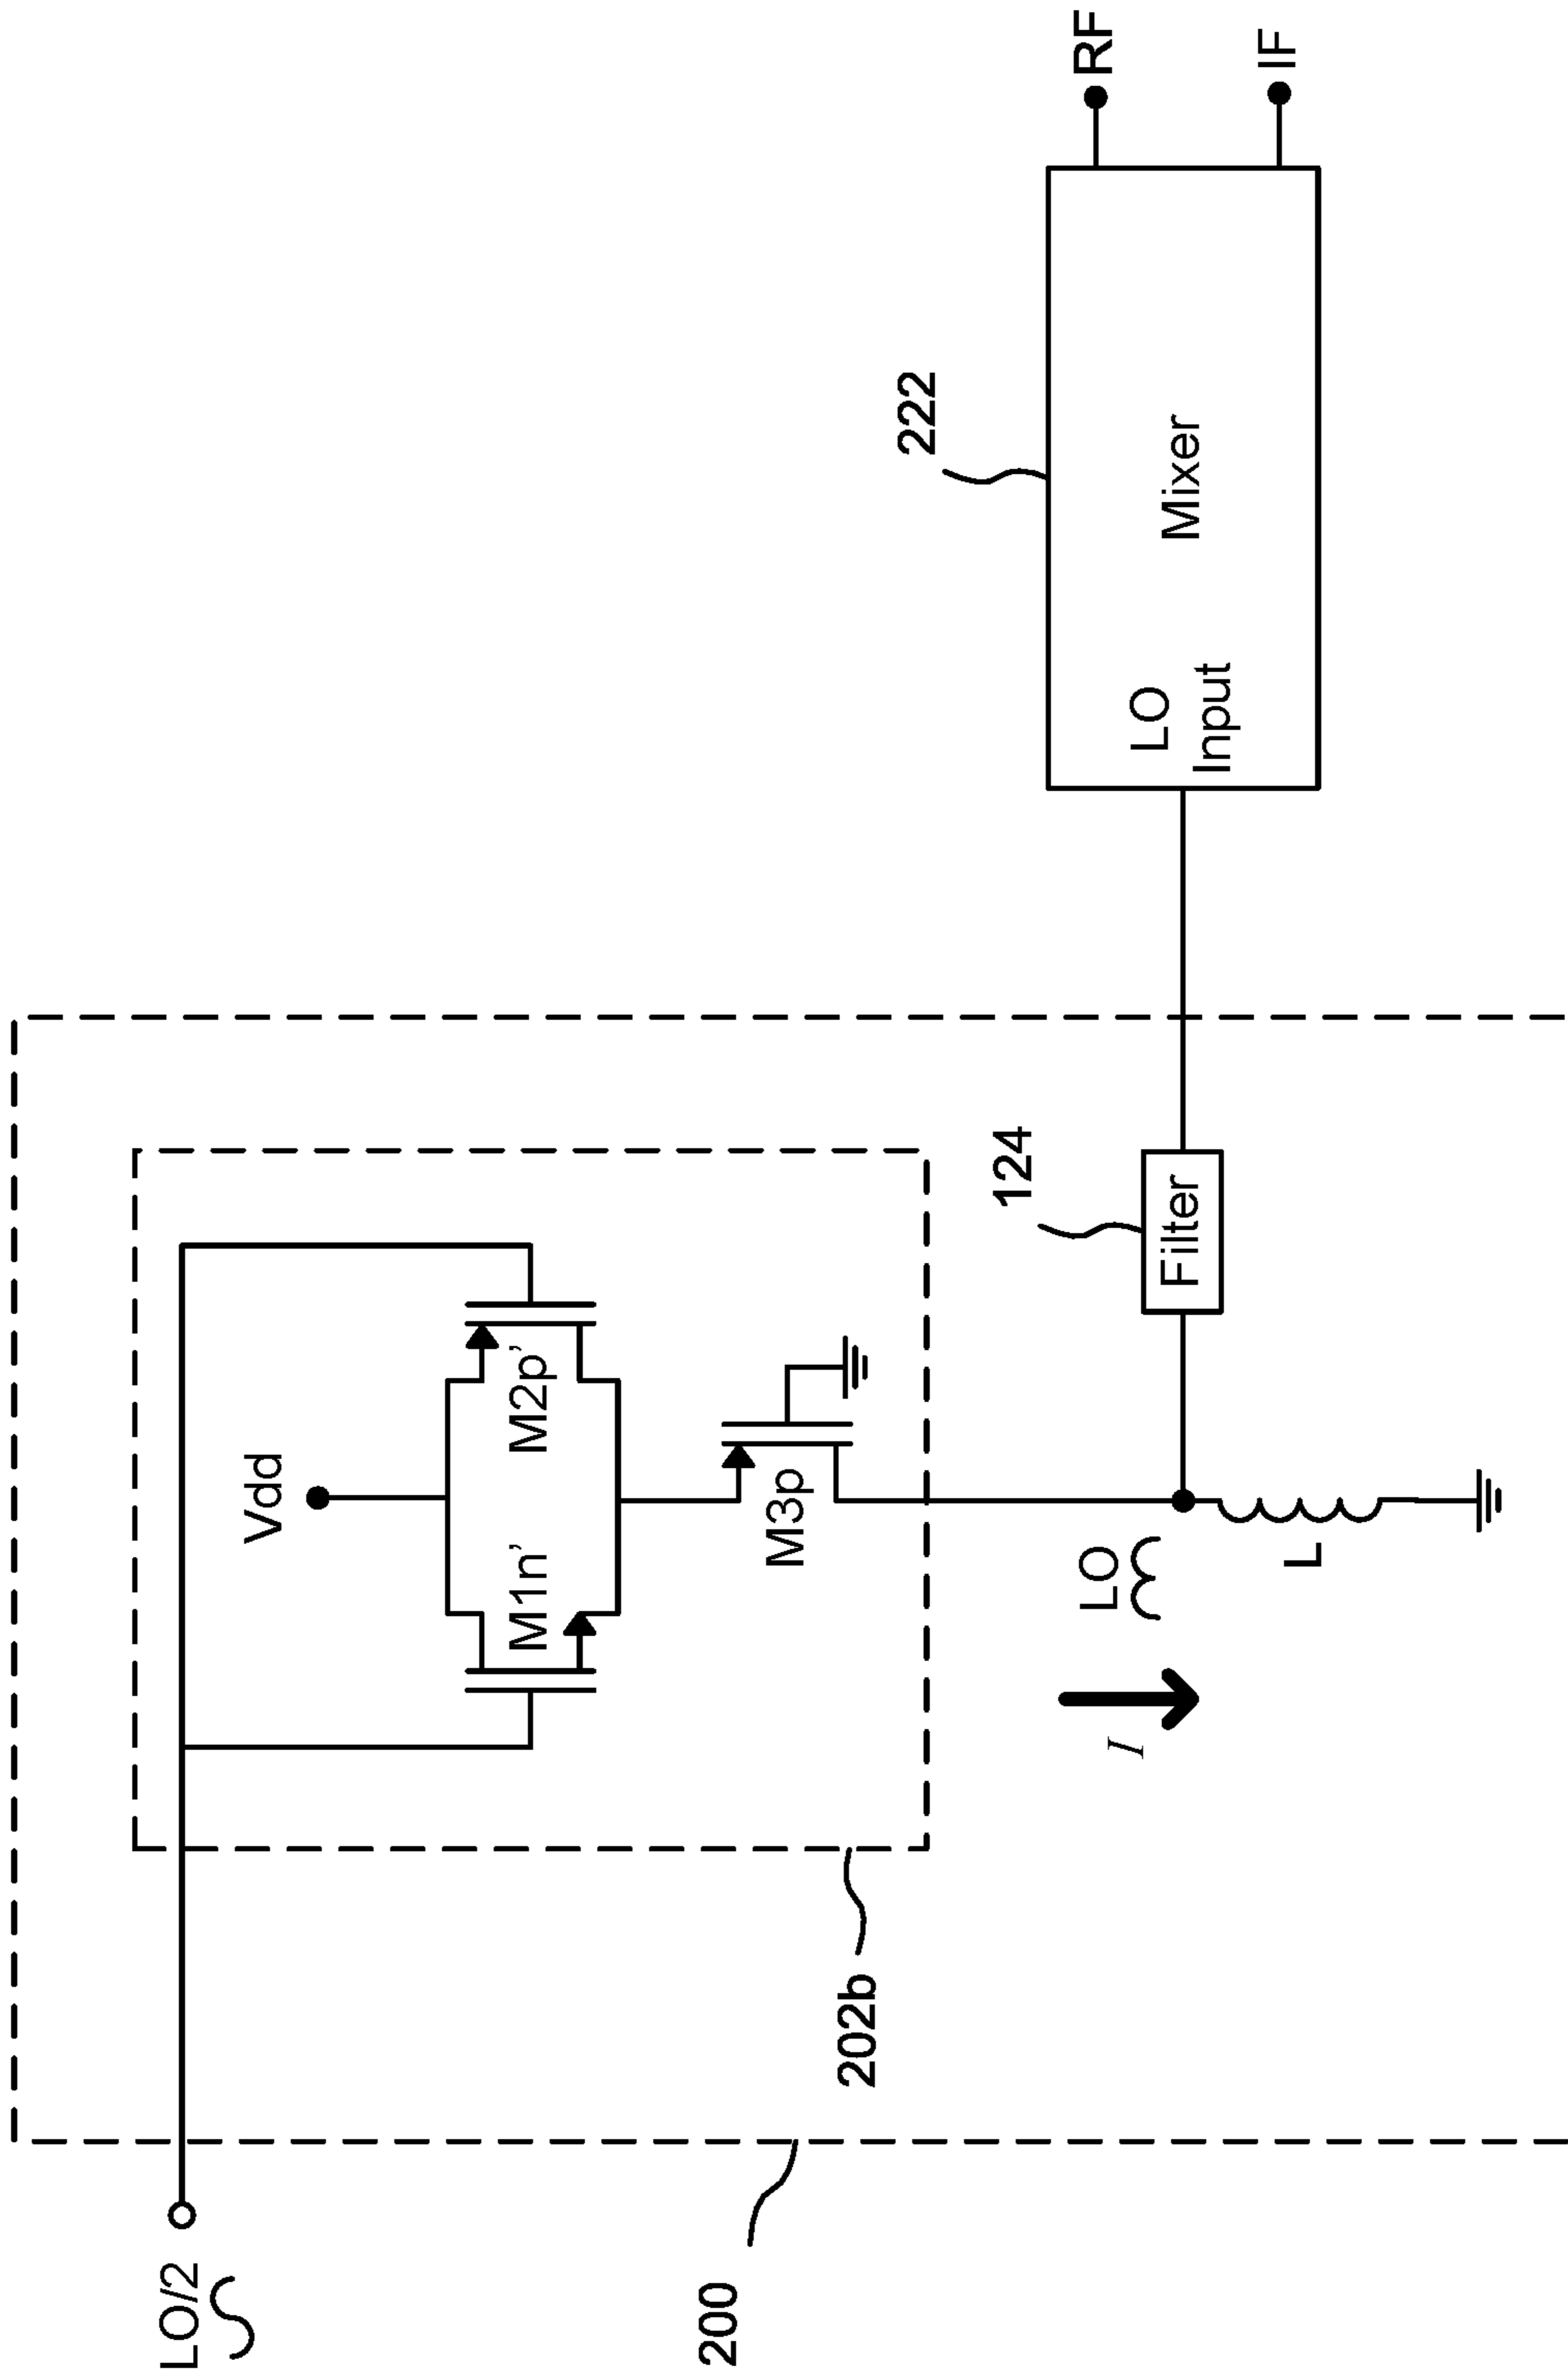 LO/2
200
202b
Vdd
M1n’
M2p’
M3p
I
LO
L
124
Filter
222
LO
Input
Mixer
RF
IF